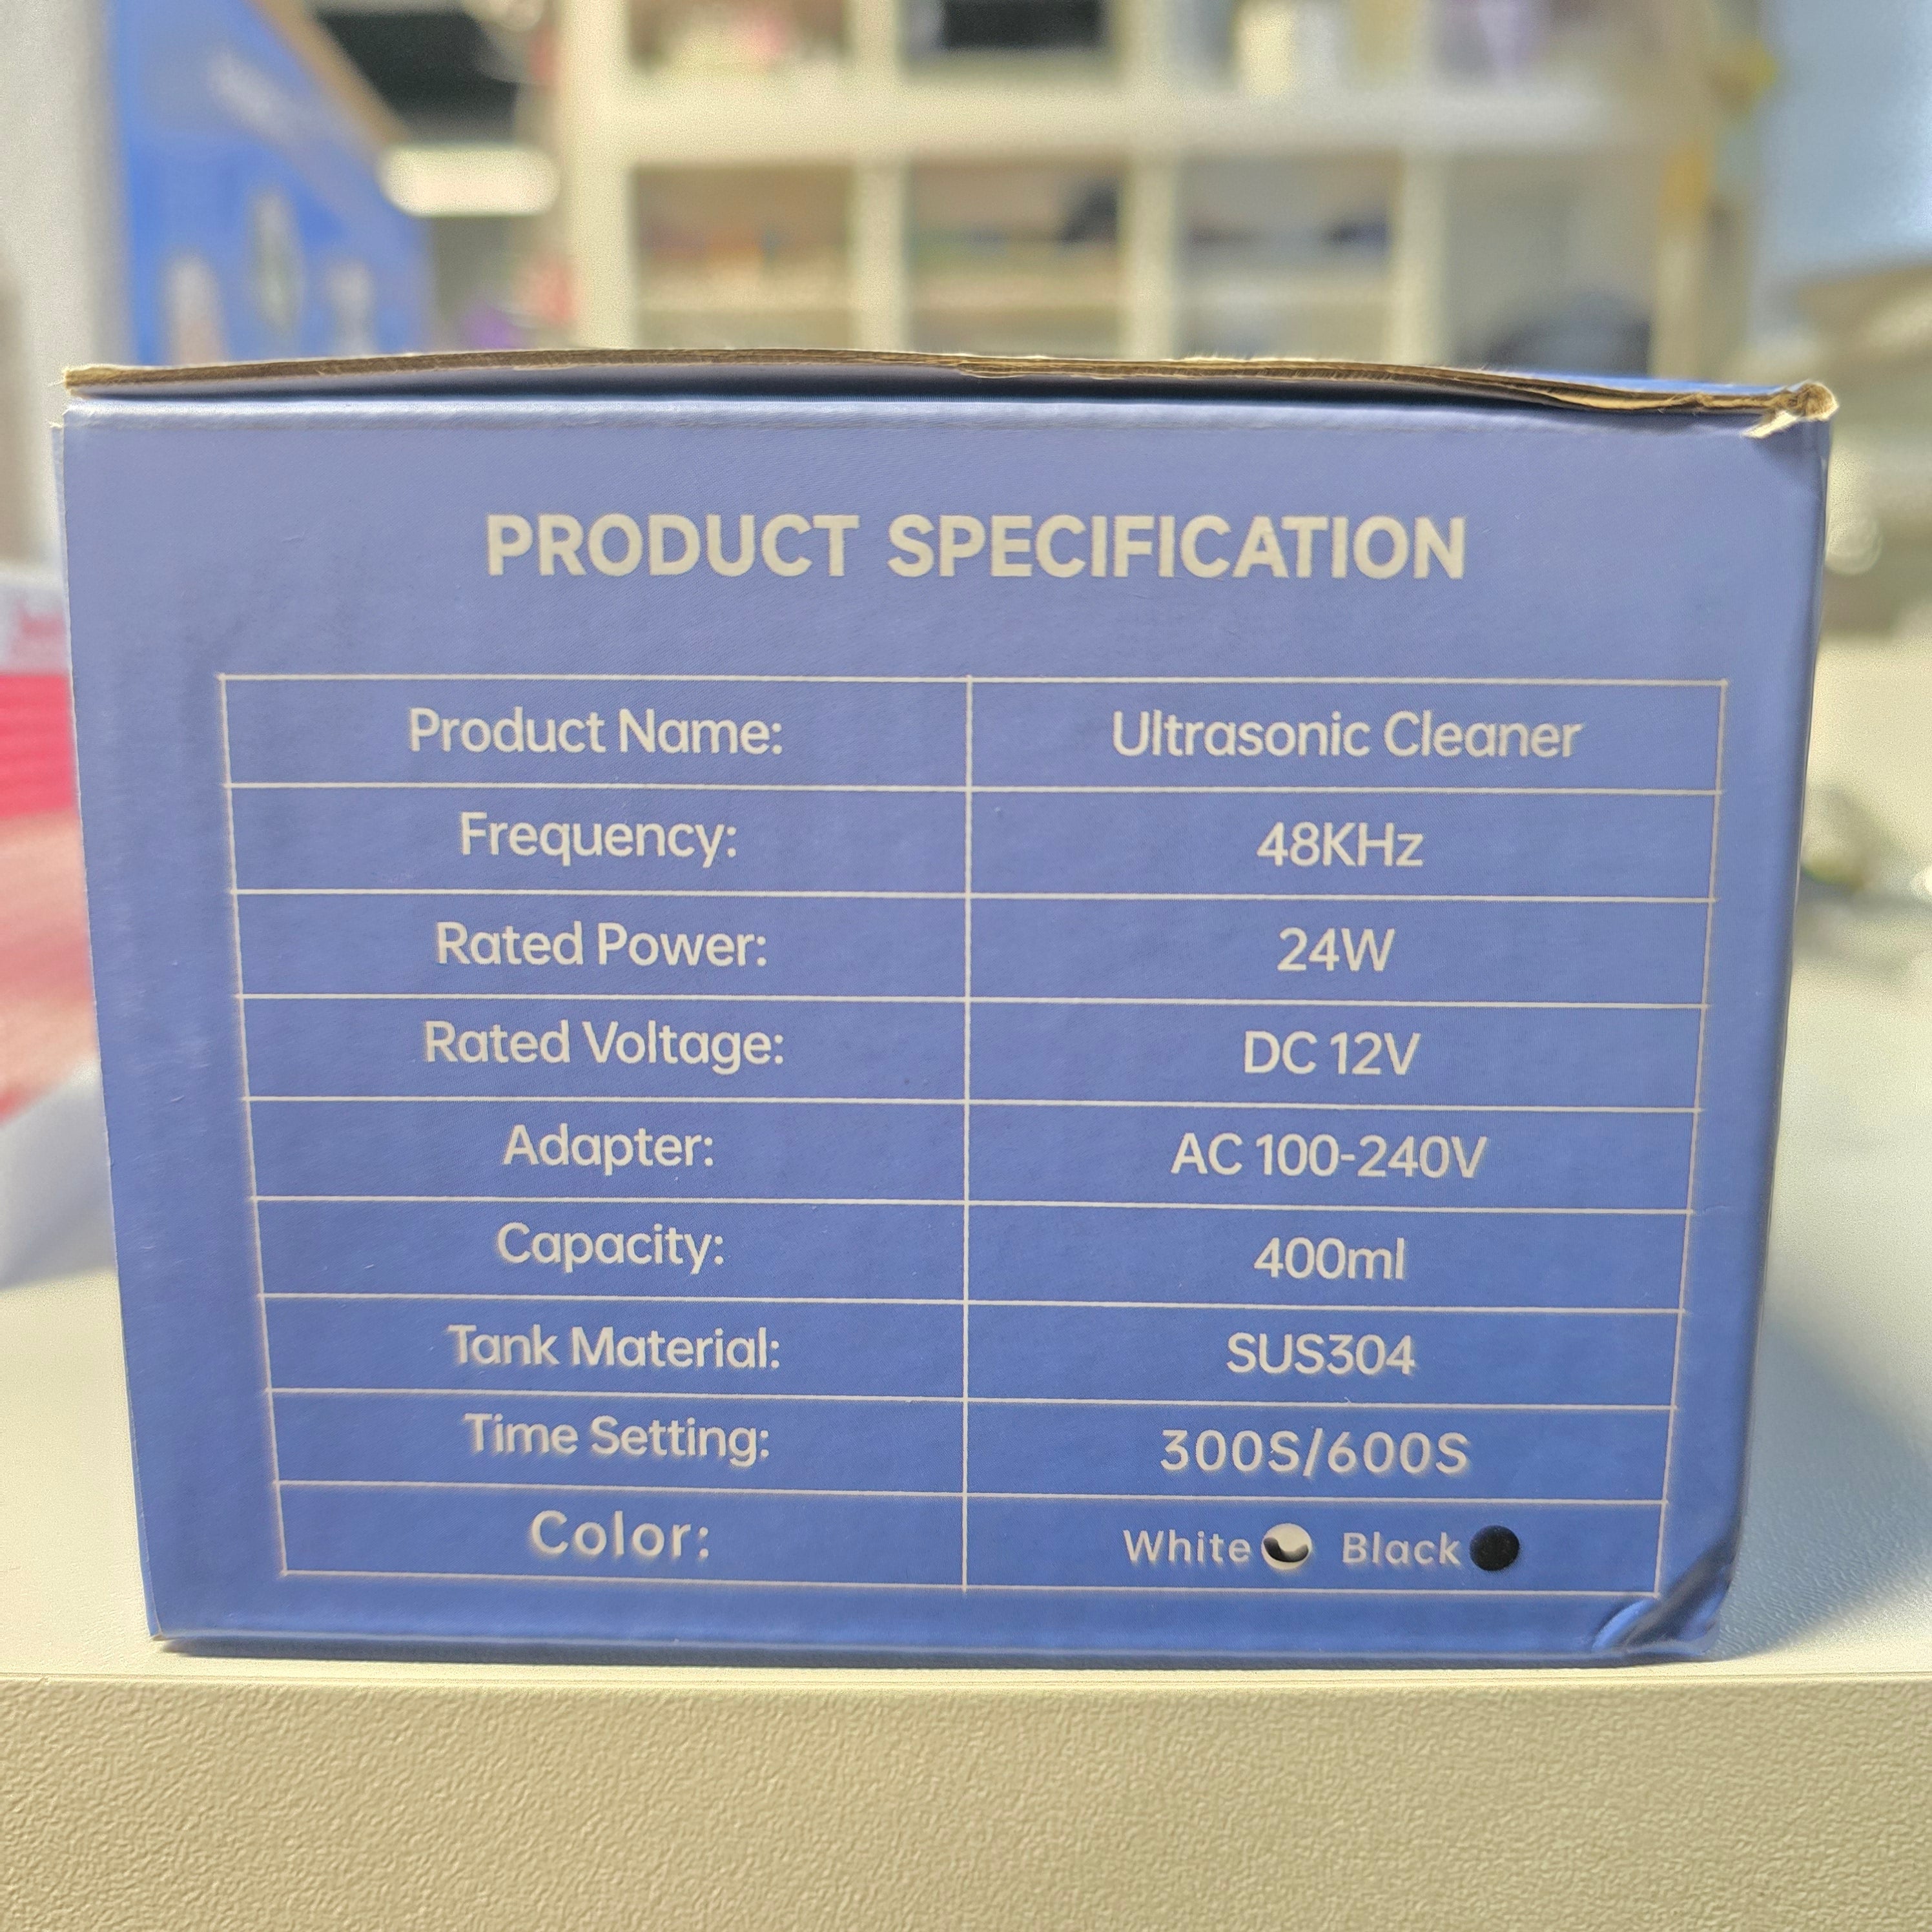 PRODUCT SPECIFICATION
Product Name: Ultrasonic Cleaner
Frequency: 48KHz
Rated Power: 24W
Rated Voltage: DC 12V
Adapter: AC 100-240V
Capacity: 400ml
Tank Material: SUS304
Time Setting: 300S/600S
Color: White Black